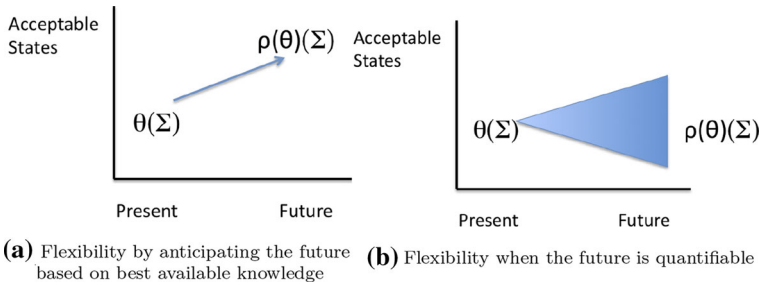 Acceptable
States
ρ(θ)(Σ)
θ(Σ)
Present Future
(a) Flexibility by anticipating the future
based on best available knowledge
Acceptable
States
θ(Σ)
ρ(θ)(Σ)
Present Future
(b) Flexibility when the future is quantifiable